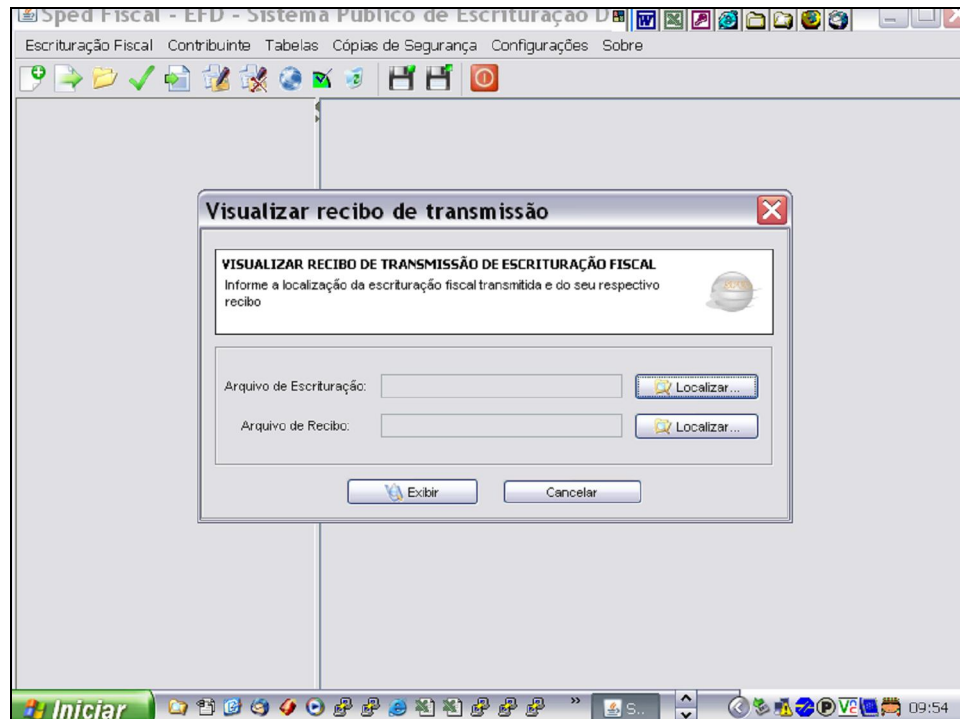 Sped Fiscal - EFD - Sistema Público de Escrituração D
Escrituração Fiscal Contribuinte Tabelas Cópias de Segurança Configurações Sobre
Visualizar recibo de transmissão
VISUALIZAR RECIBO DE TRANSMISSÃO DE ESCRITURAÇÃO FISCAL
Informe a localização da escrituração fiscal transmitida e do seu respectivo
recibo
Arquivo de Escrituração: Localizar...
Arquivo de Recibo: Localizar...
Exibir Cancelar
Iniciar S.. 09:54